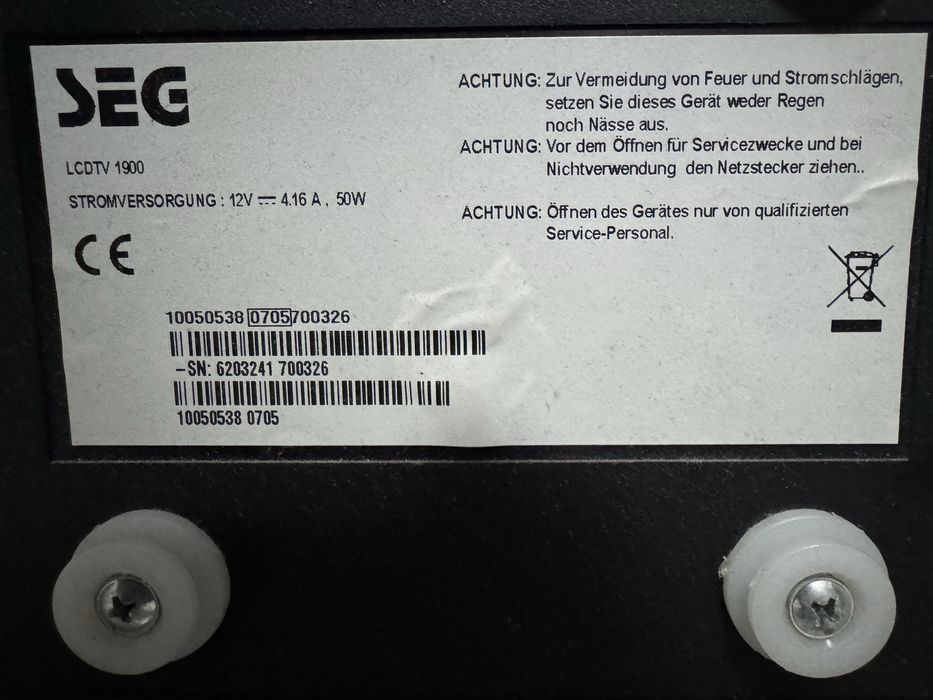 SEG
LCDTV 1900
STROMVERSORGUNG : 12V ⎓ 4.16 A , 50W
CE
ACHTUNG: Zur Vermeidung von Feuer und Stromschlägen,
setzen Sie dieses Gerät weder Regen
noch Nässe aus.
ACHTUNG: Vor dem Öffnen für Servicezwecke und bei
Nichtverwendung den Netzstecker ziehen..
ACHTUNG: Öffnen des Gerätes nur von qualifizierten
Service-Personal.
10050538 0705 700326
–SN: 6203241 700326
10050538 0705